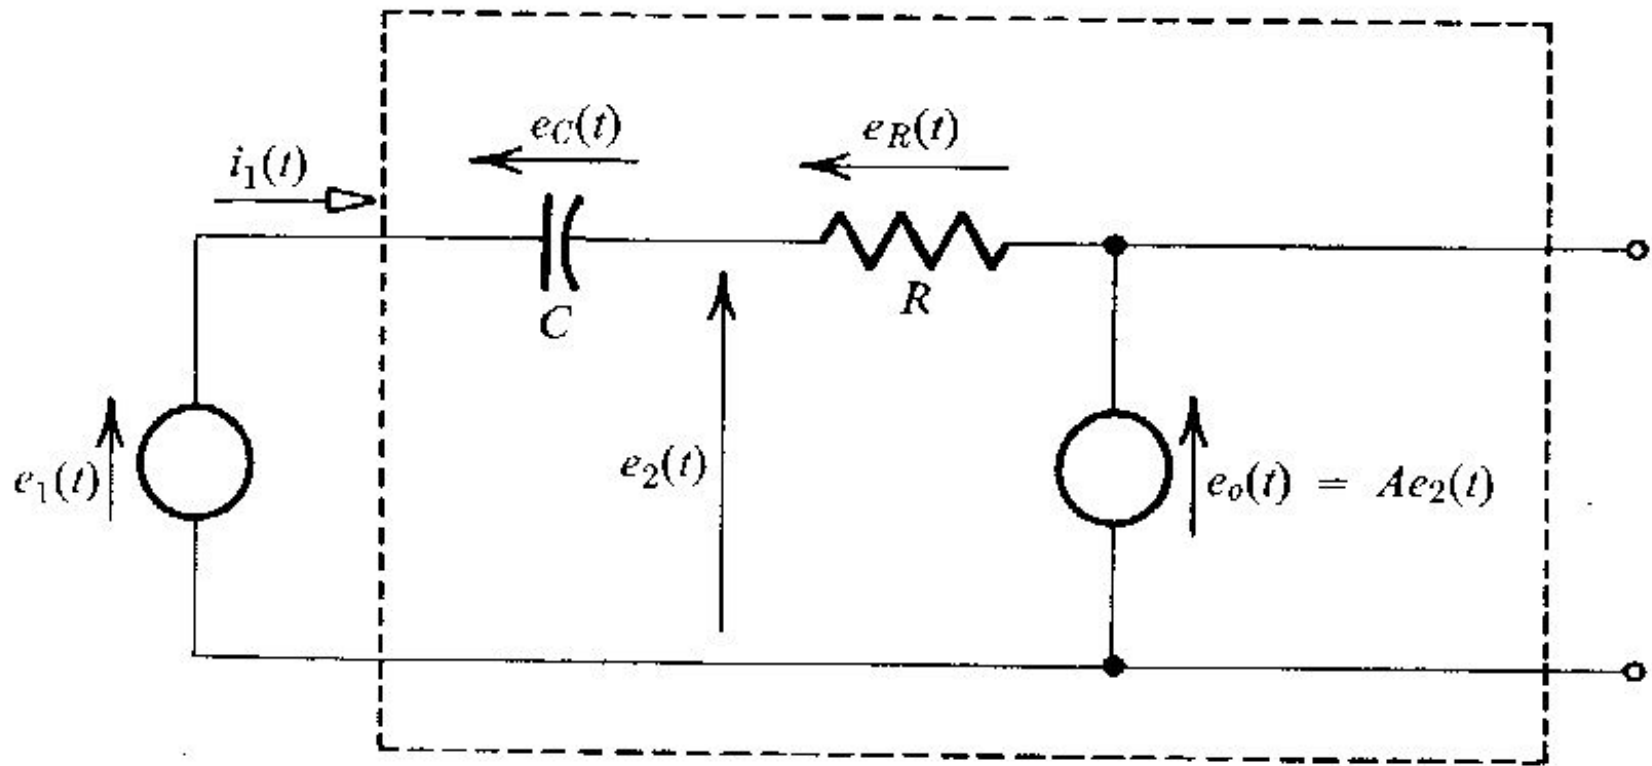 e_C(t)
e_R(t)
i_1(t)
C
R
e_1(t)
e_2(t)
e_o(t) = Ae_2(t)